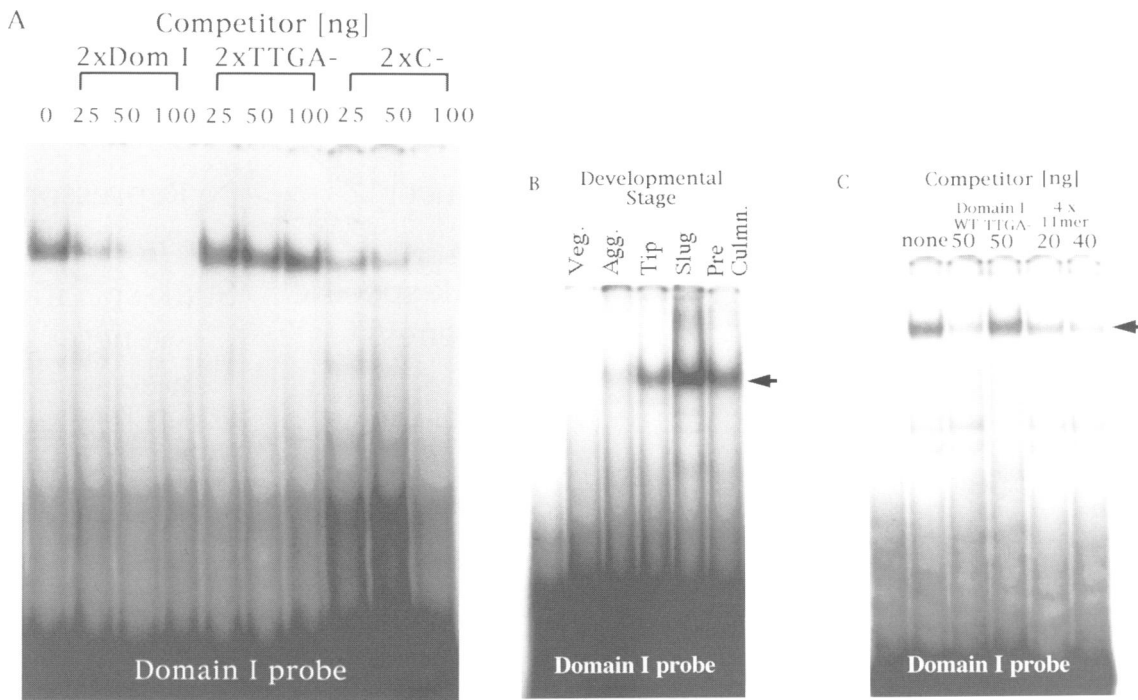 A
Competitor [ng]
2xDom I 2xTTGA- 2xC-
0 25 50 100 25 50 100 25 50 100
Domain I probe
B
Developmental
Stage
Veg. Agg. Tip Slug Pre Culmn.
Domain I probe
C
Competitor [ng]
Domain I 4 x
WT TTGA- 11mer
none 50 50 20 40
Domain I probe